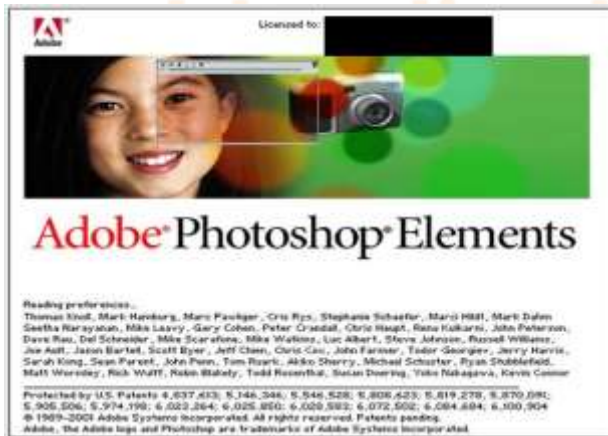 Adobe
Licensed to:
Adobe® Photoshop® Elements
Reading preferences...
Thomas Knoll, Mark Hamburg, Marc Pawliger, Cris Rys, Stephanie Schaefer, Marci Hildt, Mark Dahm
Seetha Narayanan, Mike Leavy, Gary Cohen, Peter Crandall, Chris Haupt, Renu Kulkarni, John Peterson,
Dave Rau, Del Schneider, Mike Scarafone, Mike Watkins, Luc Albert, Steve Johnson, Russell Williams,
Joe Ault, Jason Bartell, Scott Byer, Jeff Chien, Chris Cox, John Farmer, Todor Georgiev, Jerry Harris,
Sarah Kong, Sean Parent, John Penn, Tom Ruark, Akiko Sherry, Michael Schuster, Ryan Stubblefield,
Matt Wormley, Rick Wulff, Robin Blakely, Todd Rosenthal, Susan Doering, Yoko Nakagawa, Kevin Connor
Protected by U.S. Patents 4,837,613; 5,146,346; 5,546,528; 5,808,623; 5,819,278; 5,870,091;
5,905,506; 5,974,198; 6,023,264; 6,025,850; 6,028,583; 6,072,502; 6,084,684; 6,100,904
© 1989-2001 Adobe Systems Incorporated. All rights reserved. Patents pending.
Adobe, the Adobe logo and Photoshop are trademarks of Adobe Systems Incorporated.